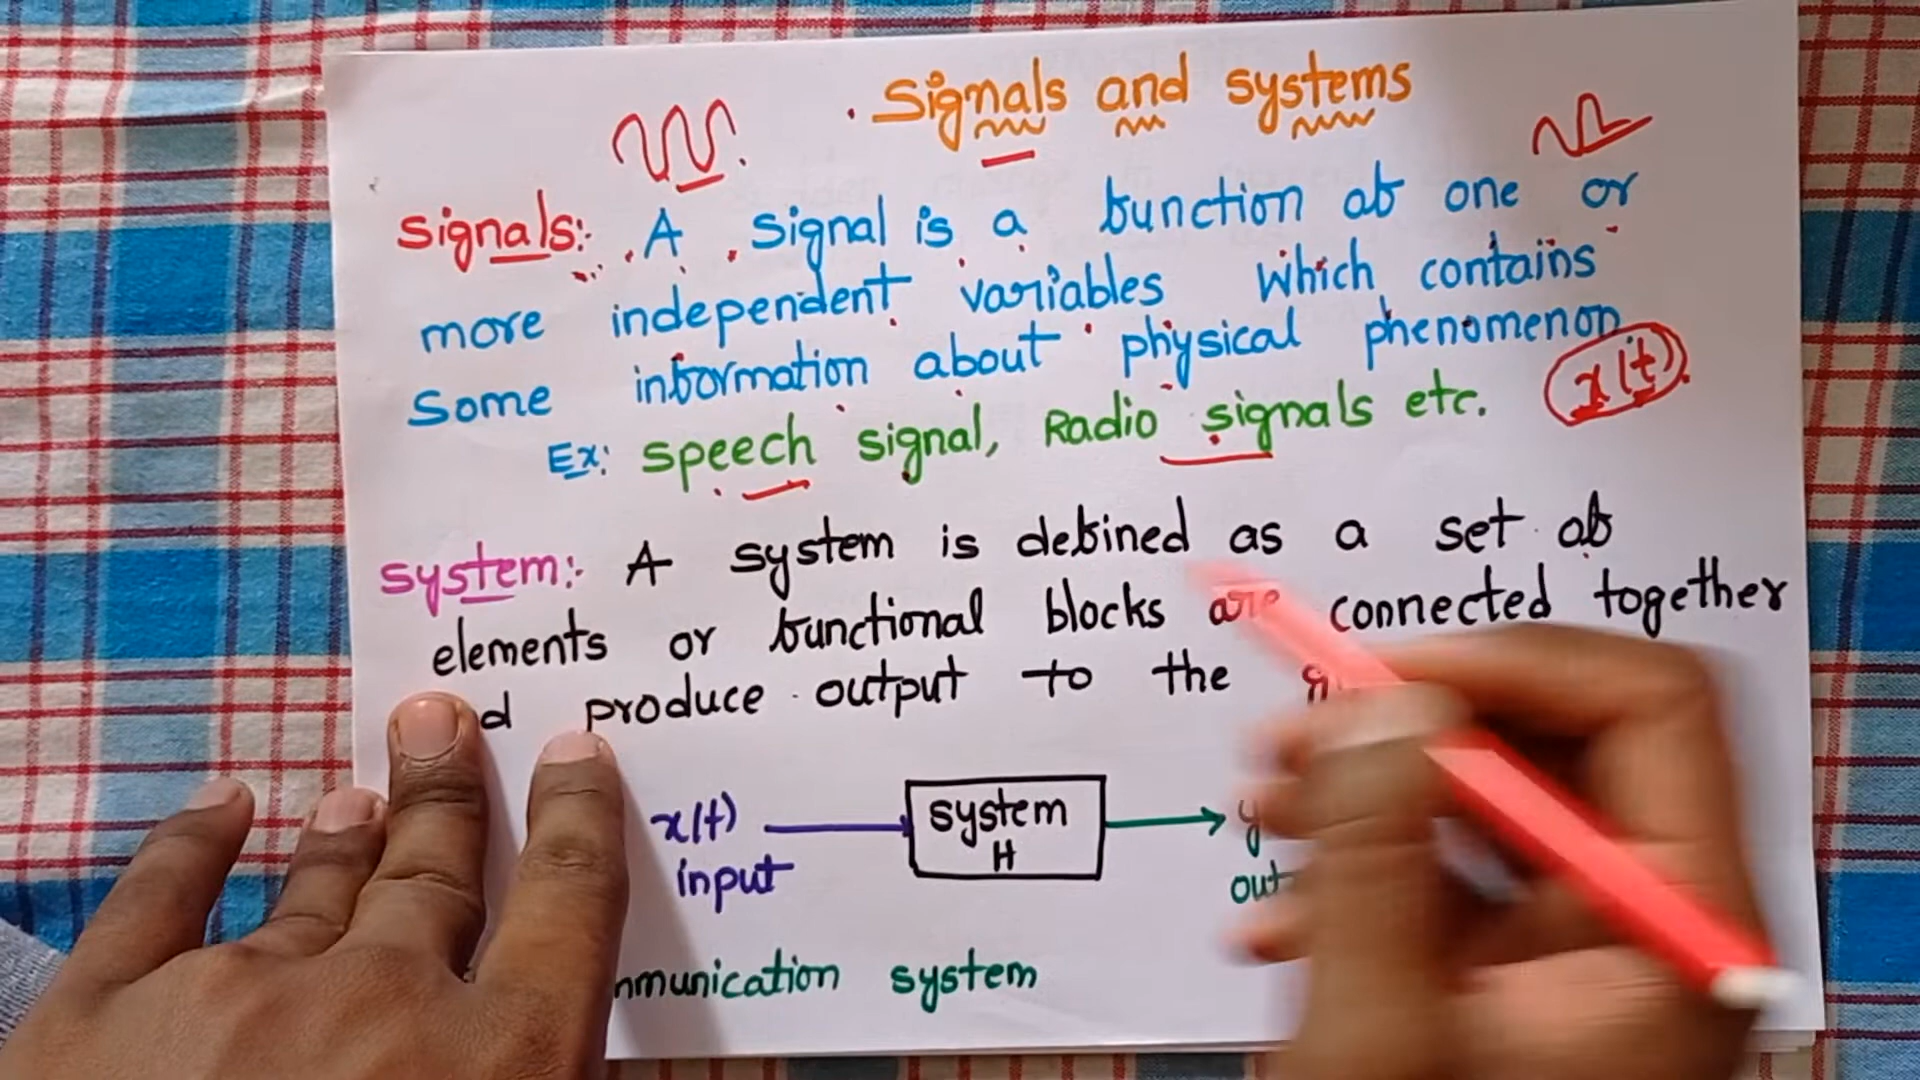 Signals and systems
Signals:- A signal is a function of one or
more independent variables which contains
some information about physical phenomenon
x(t)
Ex: speech signal, Radio signals etc.
system:- A system is defined as a set of
elements or functional blocks are connected together
produce output to the
x(t)
input
system
H